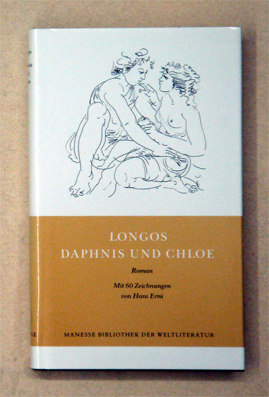 LONGOS
DAPHNIS UND CHLOE
Roman
Mit 60 Zeichnungen
von Hans Erni
MANESSE BIBLIOTHEK DER WELTLITERATUR